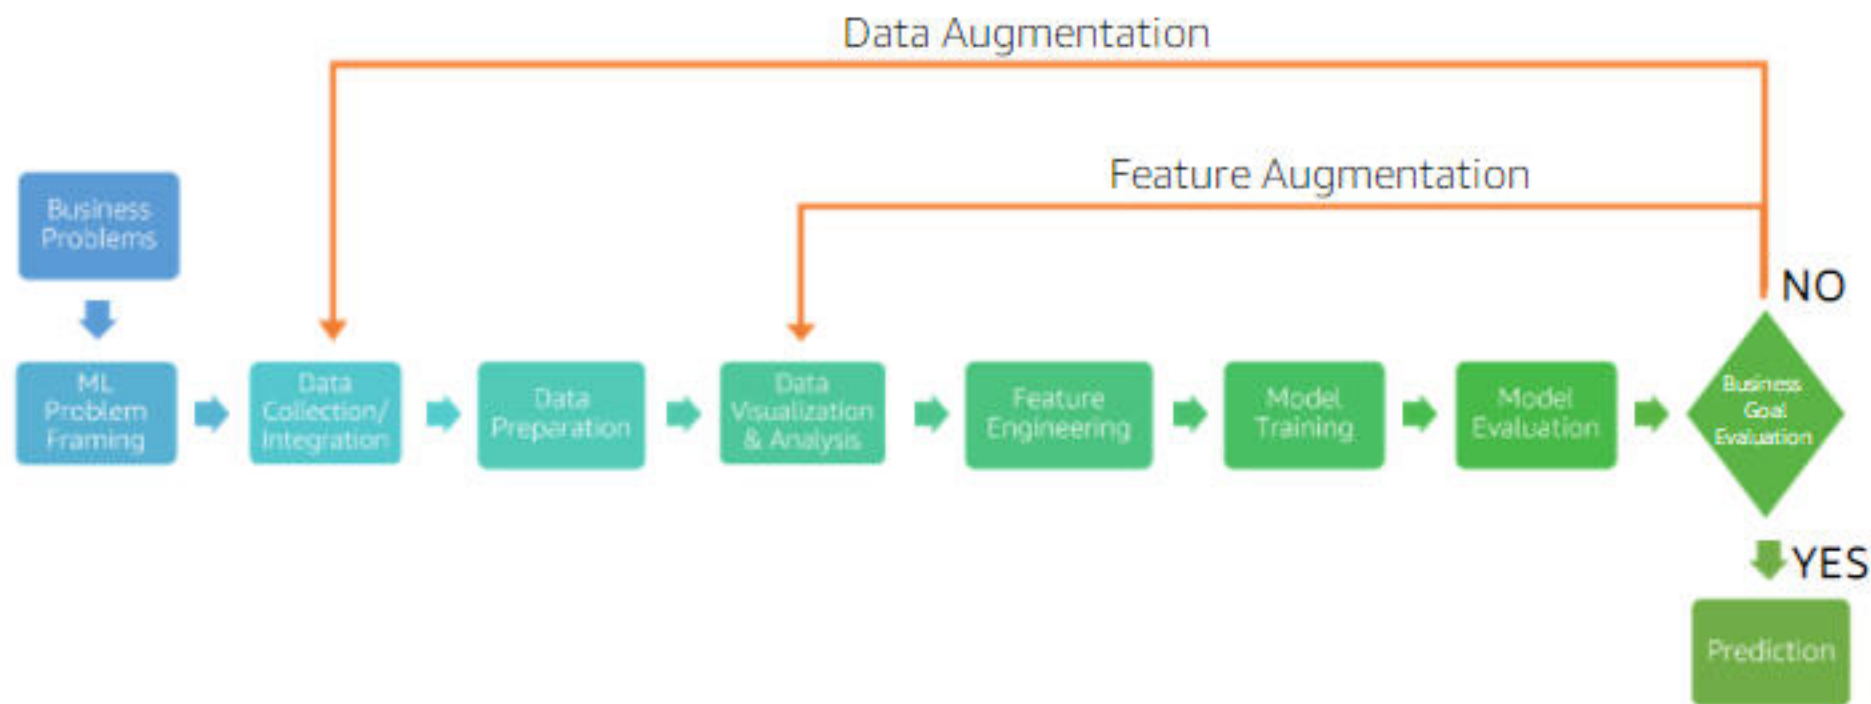 Data Augmentation
Feature Augmentation
Business
Problems
NO
ML
Problem
Framing
Data
Collection/
Integration
Data
Preparation
Data
Visualization
& Analysis
Feature
Engineering
Model
Training
Model
Evaluation
Business
Goal
Evaluation
YES
Prediction